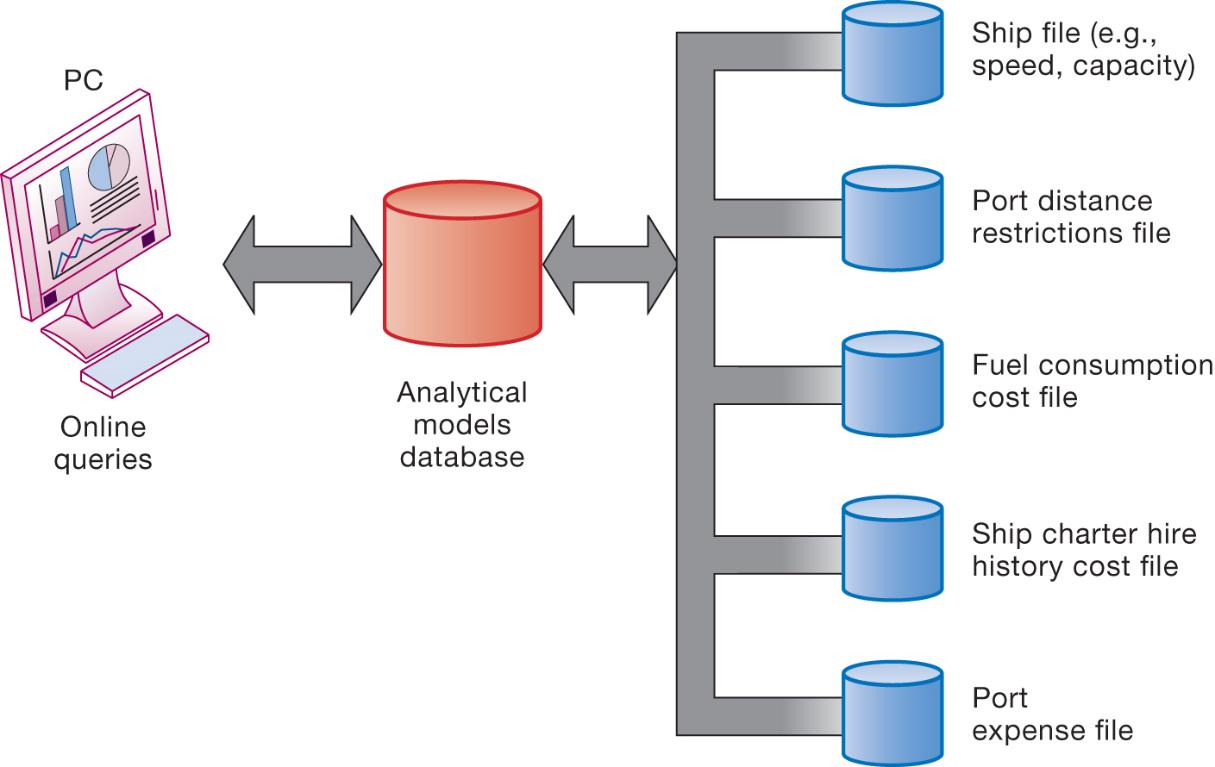 PC
Online
queries
Analytical
models
database
Ship file (e.g.,
speed, capacity)
Port distance
restrictions file
Fuel consumption
cost file
Ship charter hire
history cost file
Port
expense file